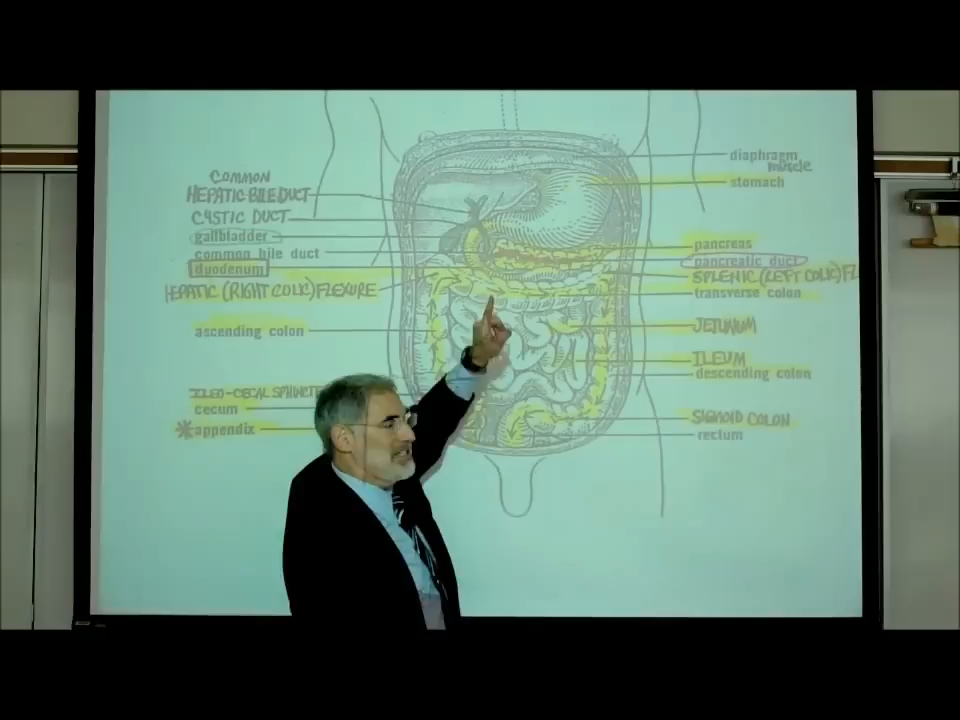 COMMON
HEPATIC BILE DUCT
CYSTIC DUCT
gallbladder
common bile duct
duodenum
HEPATIC (RIGHT COLIC) FLEXURE
ascending colon
ILEO-CECAL SPHINCTE
cecum
*appendix
diaphragm
muscle
stomach
pancreas
pancreatic duct
SPLENIC (LEFT COLIC) FL
transverse colon
JEJUNUM
ILEUM
descending colon
SIGMOID COLON
rectum